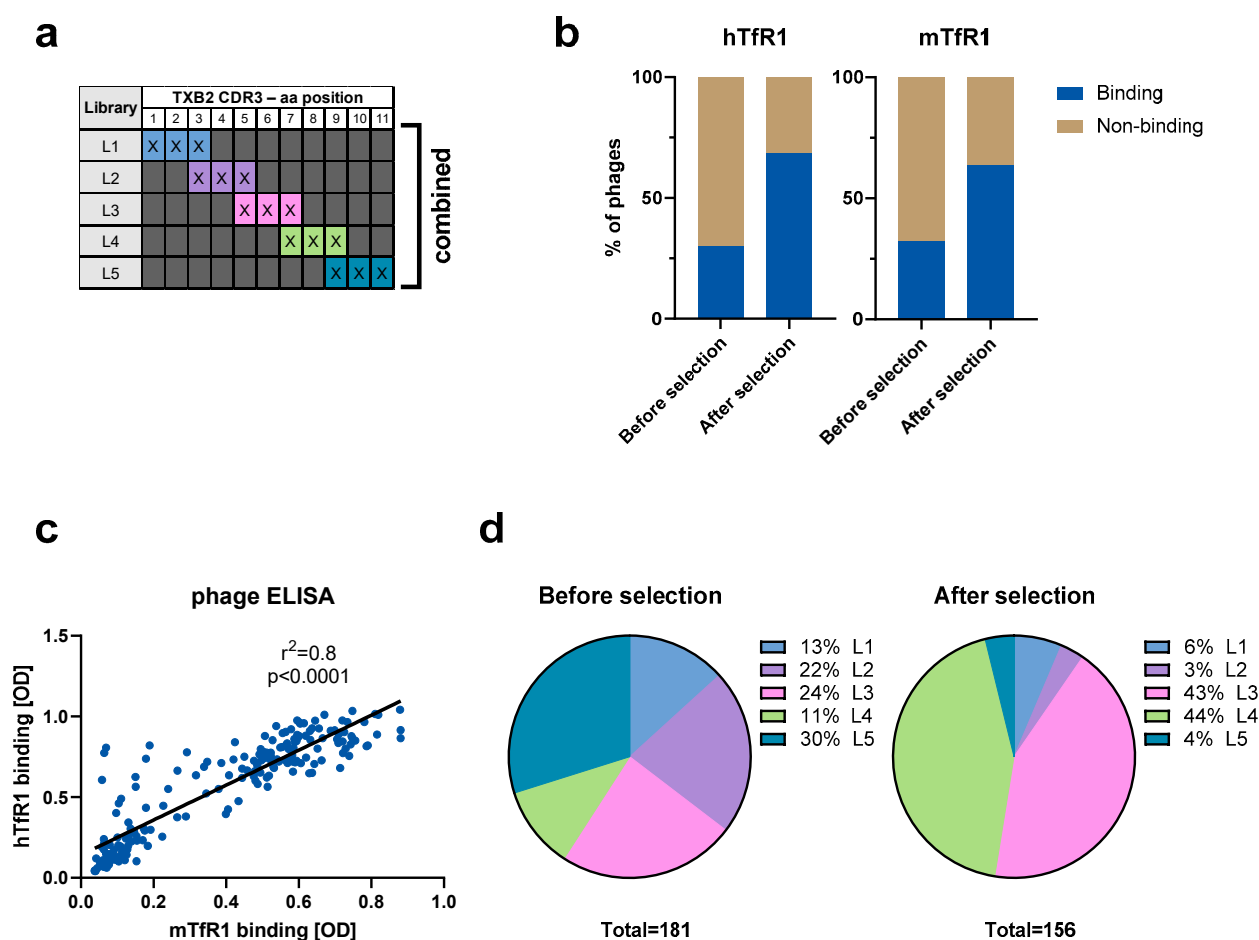 a
Library
TXB2 CDR3 – aa position
1 2 3 4 5 6 7 8 9 10 11
L1 X X X
L2 X X X
L3 X X X
L4 X X X
L5 X X X
combined
b
hTfR1
mTfR1
% of phages
100
50
0
Before selection
After selection
100
50
0
Before selection
After selection
Binding
Non-binding
c
phage ELISA
r²=0.8
p<0.0001
hTfR1 binding [OD]
1.5
1.0
0.5
0.0
0.0 0.2 0.4 0.6 0.8 1.0
mTfR1 binding [OD]
d
Before selection
13% L1
22% L2
24% L3
11% L4
30% L5
Total=181
After selection
6% L1
3% L2
43% L3
44% L4
4% L5
Total=156